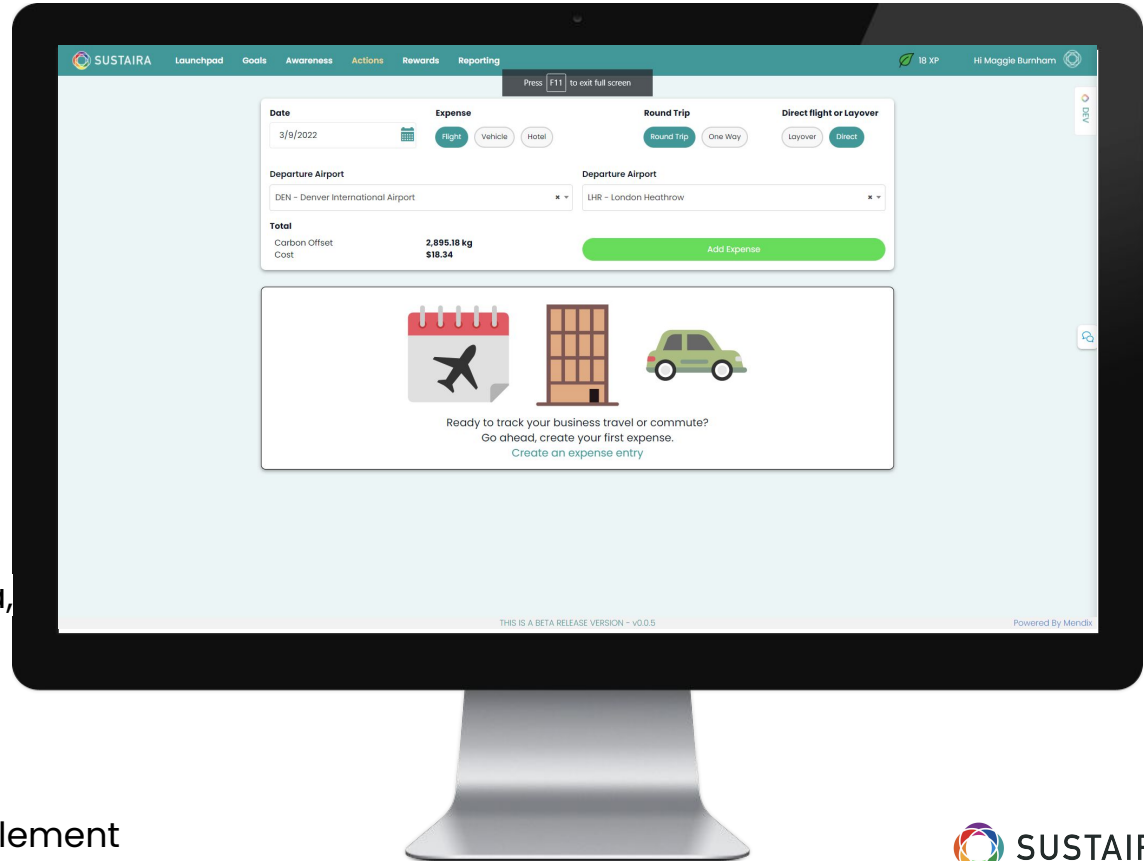 SUSTAIRA Launchpad Goals Awareness Actions Rewards Reporting 18 XP Hi Maggie Burnham
Press F11 to exit full screen
DEV
Date Expense Round Trip Direct flight or Layover
3/9/2022 Flight Vehicle Hotel Round Trip One Way Layover Direct
Departure Airport Departure Airport
DEN - Denver International Airport × LHR - London Heathrow ×
Total
Carbon Offset 2,895.18 kg Add Expense
Cost $18.34
Ready to track your business travel or commute?
Go ahead, create your first expense.
Create an expense entry
THIS IS A BETA RELEASE VERSION - v0.0.5 Powered By Mendix
lement
SUSTAIR